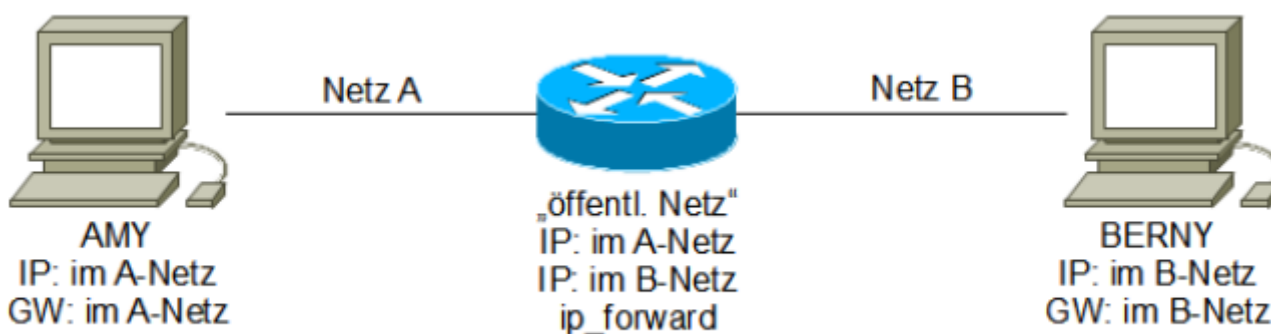 Netz A
Netz B
AMY
IP: im A-Netz
GW: im A-Netz
„öffentl. Netz“
IP: im A-Netz
IP: im B-Netz
ip_forward
BERNY
IP: im B-Netz
GW: im B-Netz